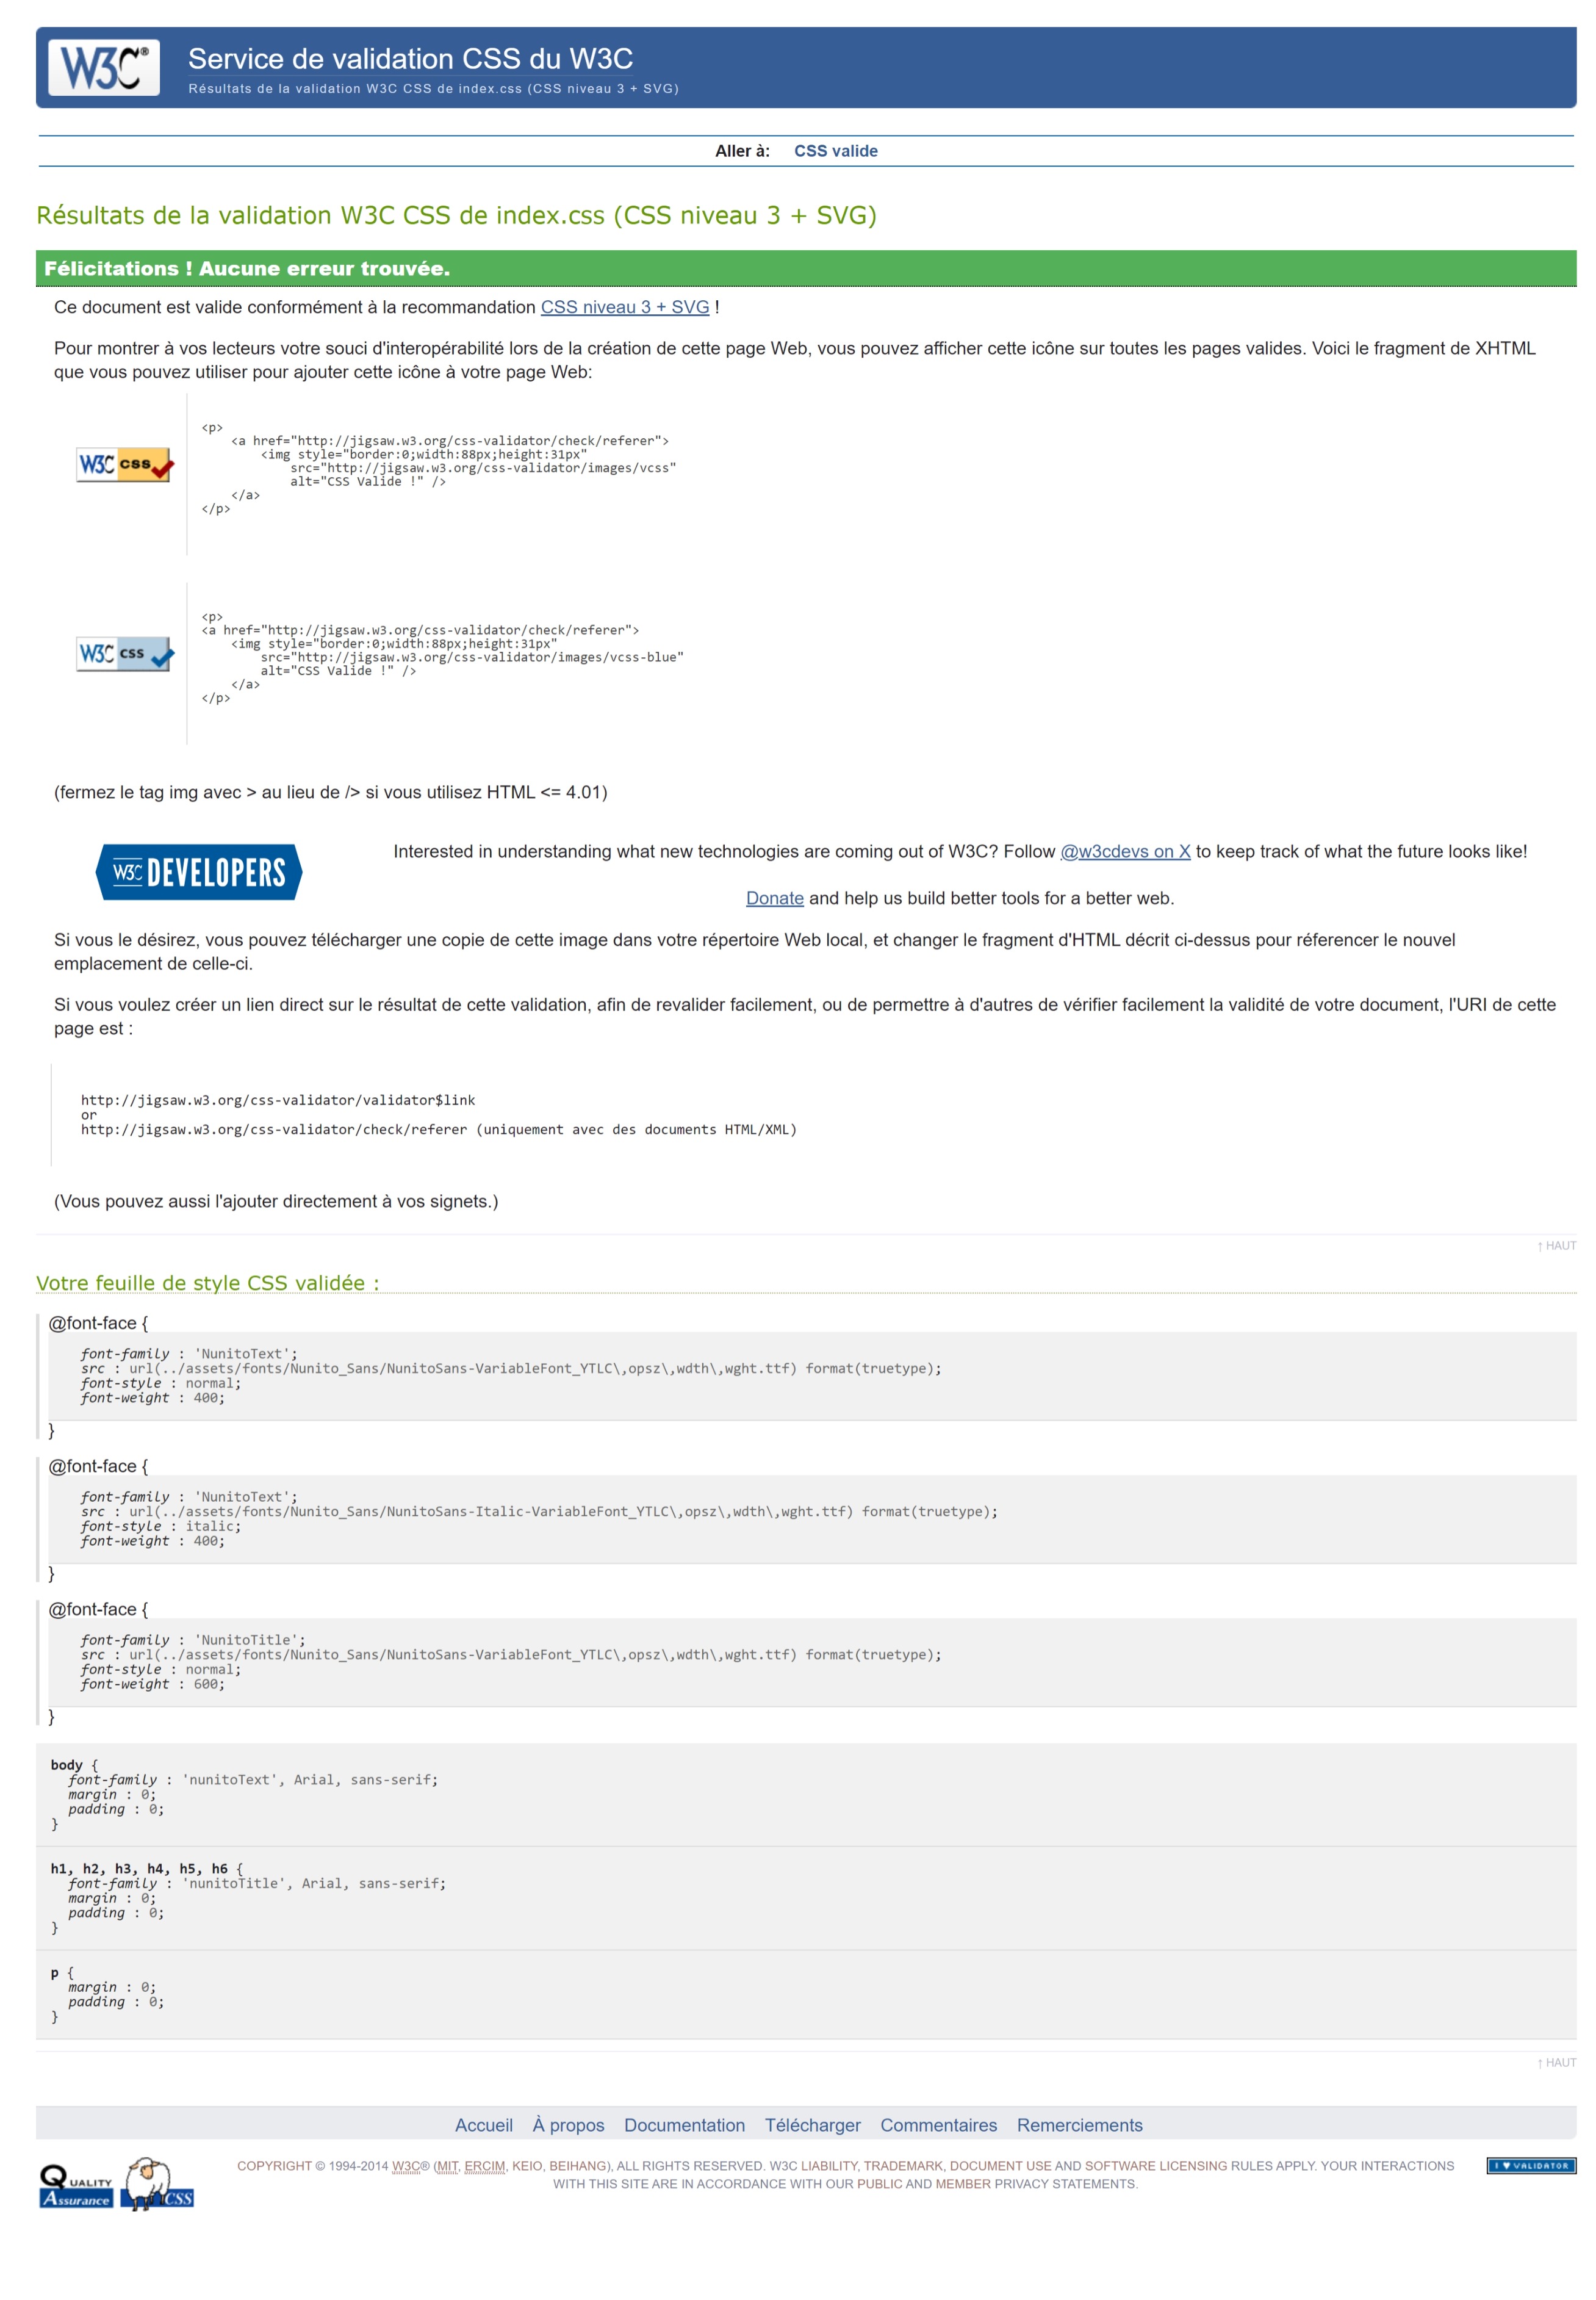 W3C®
Service de validation CSS du W3C
Résultats de la validation W3C CSS de index.css (CSS niveau 3 + SVG)
Aller à: CSS valide
Résultats de la validation W3C CSS de index.css (CSS niveau 3 + SVG)
Félicitations ! Aucune erreur trouvée.
Ce document est valide conformément à la recommandation CSS niveau 3 + SVG !
Pour montrer à vos lecteurs votre souci d'interopérabilité lors de la création de cette page Web, vous pouvez afficher cette icône sur toutes les pages valides. Voici le fragment de XHTML
que vous pouvez utiliser pour ajouter cette icône à votre page Web:
W3C css
<p>
<a href="http://jigsaw.w3.org/css-validator/check/referer">
<img style="border:0;width:88px;height:31px"
src="http://jigsaw.w3.org/css-validator/images/vcss"
alt="CSS Valide !" />
</a>
</p>
W3C css
<p>
<a href="http://jigsaw.w3.org/css-validator/check/referer">
<img style="border:0;width:88px;height:31px"
src="http://jigsaw.w3.org/css-validator/images/vcss-blue"
alt="CSS Valide !" />
</a>
</p>
(fermez le tag img avec > au lieu de /> si vous utilisez HTML <= 4.01)
W3C DEVELOPERS
Interested in understanding what new technologies are coming out of W3C? Follow @w3cdevs on X to keep track of what the future looks like!
Donate and help us build better tools for a better web.
Si vous le désirez, vous pouvez télécharger une copie de cette image dans votre répertoire Web local, et changer le fragment d'HTML décrit ci-dessus pour réferencer le nouvel
emplacement de celle-ci.
Si vous voulez créer un lien direct sur le résultat de cette validation, afin de revalider facilement, ou de permettre à d'autres de vérifier facilement la validité de votre document, l'URI de cette
page est :
http://jigsaw.w3.org/css-validator/validator$link
or
http://jigsaw.w3.org/css-validator/check/referer (uniquement avec des documents HTML/XML)
(Vous pouvez aussi l'ajouter directement à vos signets.)
↑ HAUT
Votre feuille de style CSS validée :
@font-face {
font-family : 'NunitoText';
src : url(../assets/fonts/Nunito_Sans/NunitoSans-VariableFont_YTLC\,opsz\,wdth\,wght.ttf) format(truetype);
font-style : normal;
font-weight : 400;
}
@font-face {
font-family : 'NunitoText';
src : url(../assets/fonts/Nunito_Sans/NunitoSans-Italic-VariableFont_YTLC\,opsz\,wdth\,wght.ttf) format(truetype);
font-style : italic;
font-weight : 400;
}
@font-face {
font-family : 'NunitoTitle';
src : url(../assets/fonts/Nunito_Sans/NunitoSans-VariableFont_YTLC\,opsz\,wdth\,wght.ttf) format(truetype);
font-style : normal;
font-weight : 600;
}
body {
font-family : 'nunitoText', Arial, sans-serif;
margin : 0;
padding : 0;
}
h1, h2, h3, h4, h5, h6 {
font-family : 'nunitoTitle', Arial, sans-serif;
margin : 0;
padding : 0;
}
p {
margin : 0;
padding : 0;
}
↑ HAUT
Accueil À propos Documentation Télécharger Commentaires Remerciements
QUALITY
Assurance
CSS
COPYRIGHT © 1994-2014 W3C® (MIT, ERCIM, KEIO, BEIHANG), ALL RIGHTS RESERVED. W3C LIABILITY, TRADEMARK, DOCUMENT USE AND SOFTWARE LICENSING RULES APPLY. YOUR INTERACTIONS
WITH THIS SITE ARE IN ACCORDANCE WITH OUR PUBLIC AND MEMBER PRIVACY STATEMENTS.
I ♥ VALIDATOR